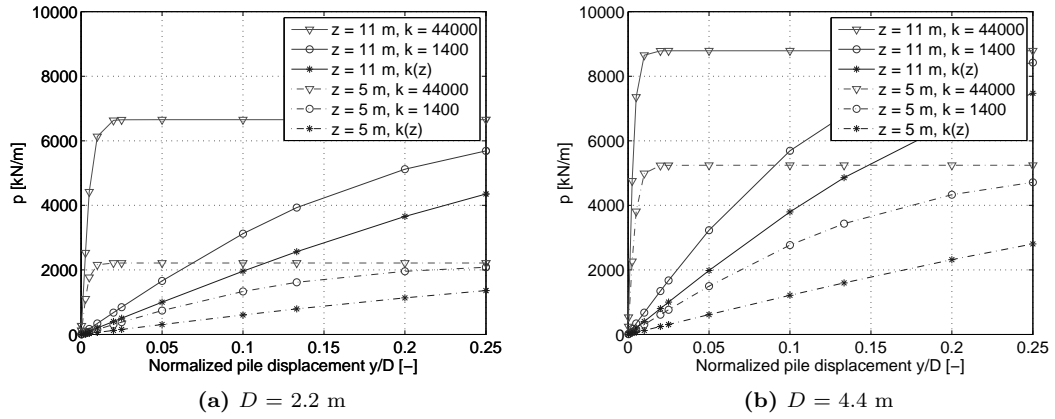 10000
8000
6000
4000
2000
0
p [kN/m]
0 0.05 0.1 0.15 0.2 0.25
Normalized pile displacement y/D [−]
z = 11 m, k = 44000
z = 11 m, k = 1400
z = 11 m, k(z)
z = 5 m, k = 44000
z = 5 m, k = 1400
z = 5 m, k(z)
(a) D = 2.2 m
10000
8000
6000
4000
2000
0
p [kN/m]
0 0.05 0.1 0.15 0.2 0.25
Normalized pile displacement y/D [−]
z = 11 m, k = 44000
z = 11 m, k = 1400
z = 11 m, k(z)
z = 5 m, k = 44000
z = 5 m, k = 1400
z = 5 m, k(z)
(b) D = 4.4 m